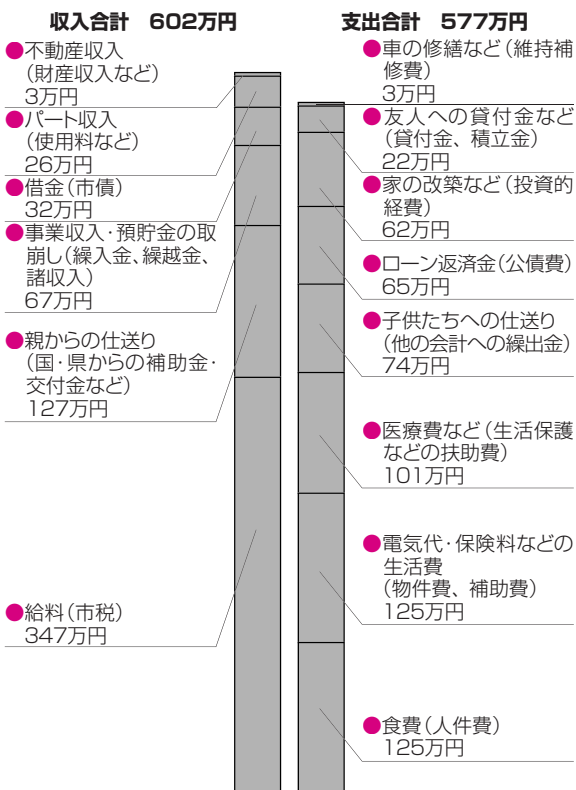 収入合計　602万円
●不動産収入
（財産収入など）
3万円
●パート収入
（使用料など）
26万円
●借金（市債）
32万円
●事業収入・預貯金の取
崩し（繰入金、繰越金、
諸収入）
67万円
●親からの仕送り
（国・県からの補助金・
交付金など）
127万円
●給料（市税）
347万円
支出合計　577万円
●車の修繕など（維持補
修費）
3万円
●友人への貸付金など
（貸付金、積立金）
22万円
●家の改築など（投資的
経費）
62万円
●ローン返済金（公債費）
65万円
●子供たちへの仕送り
（他の会計への繰出金）
74万円
●医療費など（生活保護
などの扶助費）
101万円
●電気代・保険料などの
生活費
（物件費、補助費）
125万円
●食費（人件費）
125万円